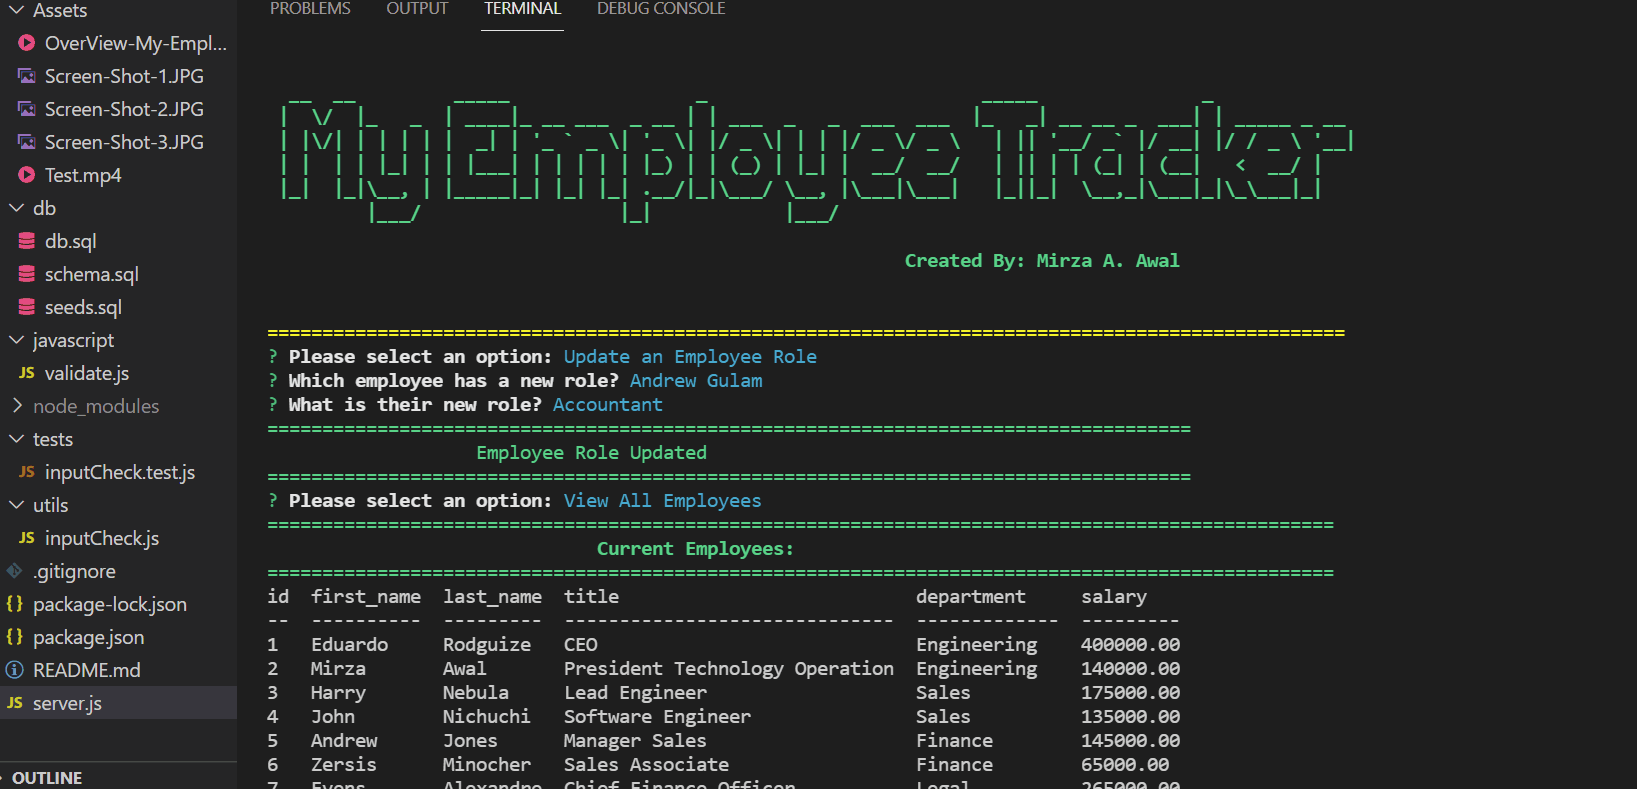 Assets
OverView-My-Empl...
Screen-Shot-1.JPG
Screen-Shot-2.JPG
Screen-Shot-3.JPG
Test.mp4
db
db.sql
schema.sql
seeds.sql
javascript
JS validate.js
node_modules
tests
JS inputCheck.test.js
utils
JS inputCheck.js
.gitignore
{} package-lock.json
{} package.json
README.md
JS server.js
OUTLINE
PROBLEMS OUTPUT TERMINAL DEBUG CONSOLE
My Employee Tracker
Created By: Mirza A. Awal
==================================================================================================
? Please select an option: Update an Employee Role
? Which employee has a new role? Andrew Gulam
? What is their new role? Accountant
====================================================================================
Employee Role Updated
====================================================================================
? Please select an option: View All Employees
=================================================================================================
Current Employees:
=================================================================================================
id first_name last_name title department salary
-- ---------- --------- ------------------------------ ------------- ---------
1 Eduardo Rodguize CEO Engineering 400000.00
2 Mirza Awal President Technology Operation Engineering 140000.00
3 Harry Nebula Lead Engineer Sales 175000.00
4 John Nichuchi Software Engineer Sales 135000.00
5 Andrew Jones Manager Sales Finance 145000.00
6 Zersis Minocher Sales Associate Finance 65000.00
7 Evens Alexandre Chief Finance Officer Legal 265000.00